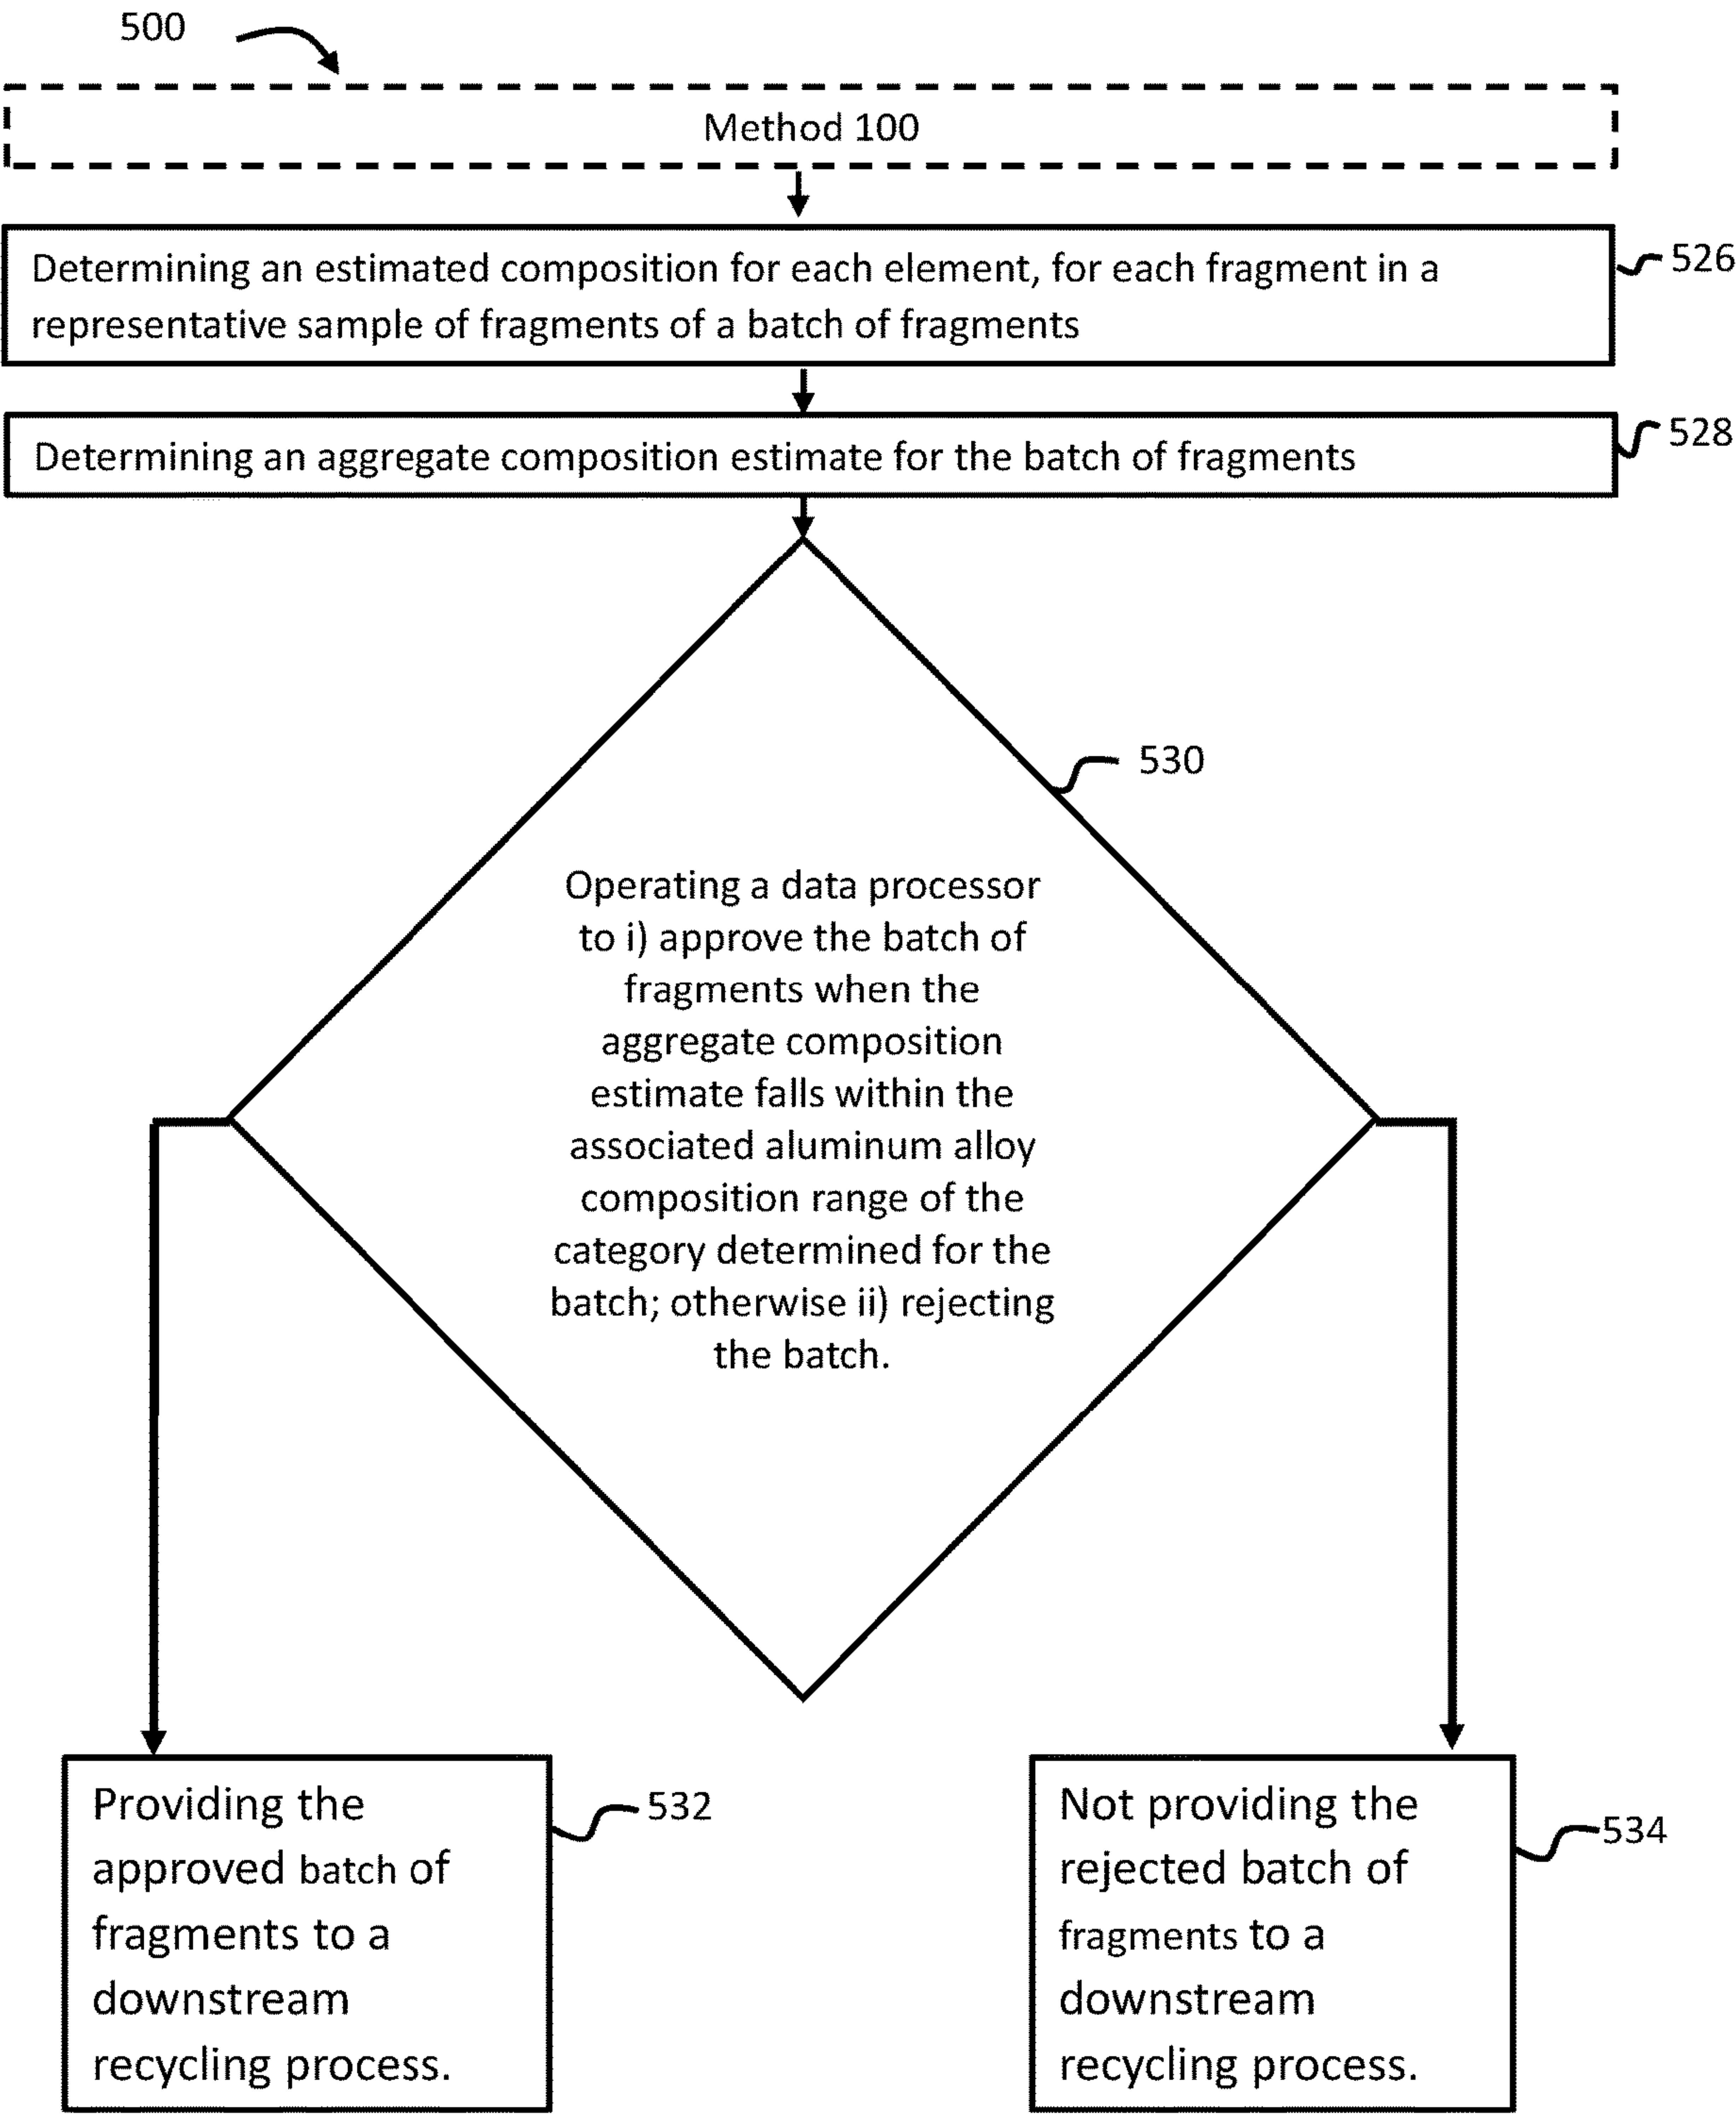 500
Method 100
Determining an estimated composition for each element, for each fragment in a
representative sample of fragments of a batch of fragments
526
Determining an aggregate composition estimate for the batch of fragments
528
530
Operating a data processor
to i) approve the batch of
fragments when the
aggregate composition
estimate falls within the
associated aluminum alloy
composition range of the
category determined for the
batch; otherwise ii) rejecting
the batch.
Providing the
approved batch of
fragments to a
downstream
recycling process.
532
Not providing the
rejected batch of
fragments to a
downstream
recycling process.
534